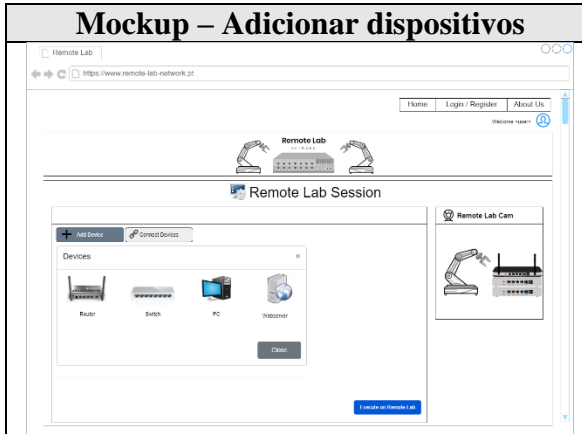 Mockup – Adicionar dispositivos
Remote Lab
https://www.remote-lab-network.pt
Home Login / Register About Us
Welcome <user>
Remote Lab
Remote Lab Session
Add Device Connect Devices
Remote Lab Cam
Devices ×
Router Switch PC Webserver
Close
Execute on Remote Lab